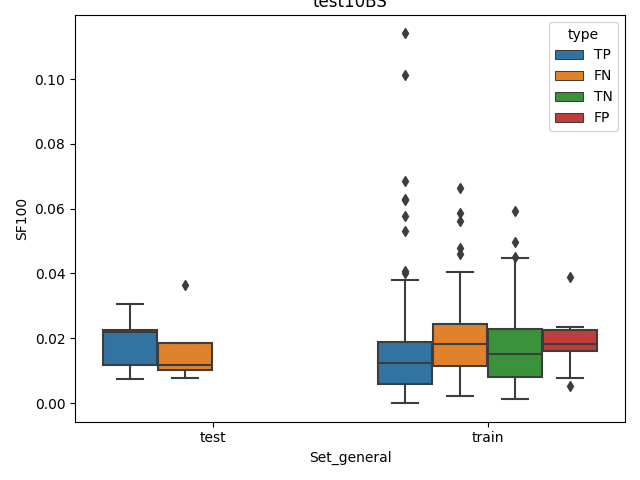 test10BS
type
TP
FN
TN
FP
0.10
0.08
0.06
0.04
0.02
0.00
SF100
test
train
Set_general